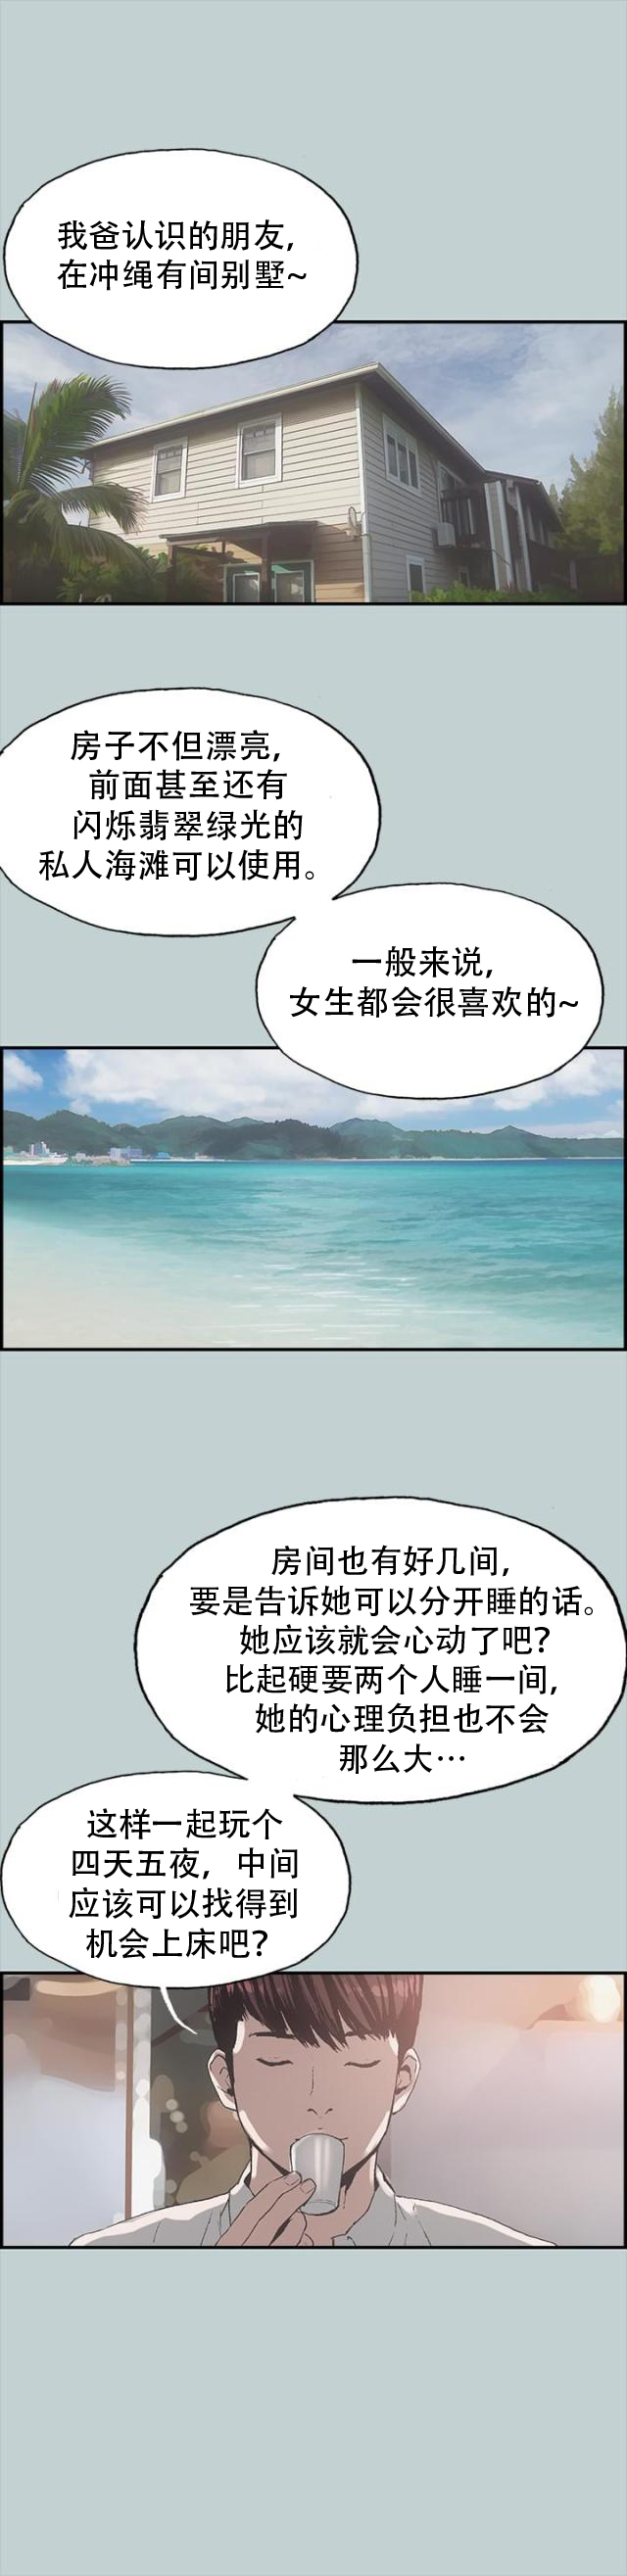 我爸认识的朋友,
在冲绳有间别墅~
房子不但漂亮,
前面甚至还有
闪烁翡翠绿光的
私人海滩可以使用。
一般来说,
女生都会很喜欢的~
房间也有好几间,
要是告诉她可以分开睡的话。
她应该就会心动了吧?
比起硬要两个人睡一间,
她的心理负担也不会
那么大…
这样一起玩个
四天五夜, 中间
应该可以找得到
机会上床吧?